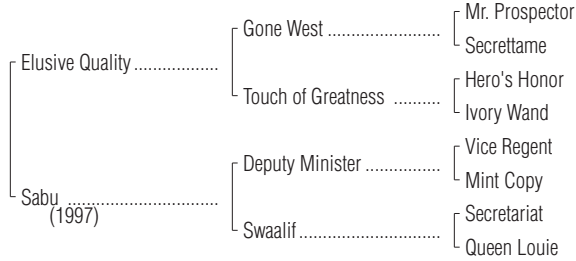 Mr. Prospector
Gone West ........................
Secrettame
Elusive Quality ..................
Hero's Honor
Touch of Greatness ..........
Ivory Wand
Vice Regent
Deputy Minister ................
Mint Copy
Sabu ................................
(1997)
Secretariat
Swaalif ..............................
Queen Louie